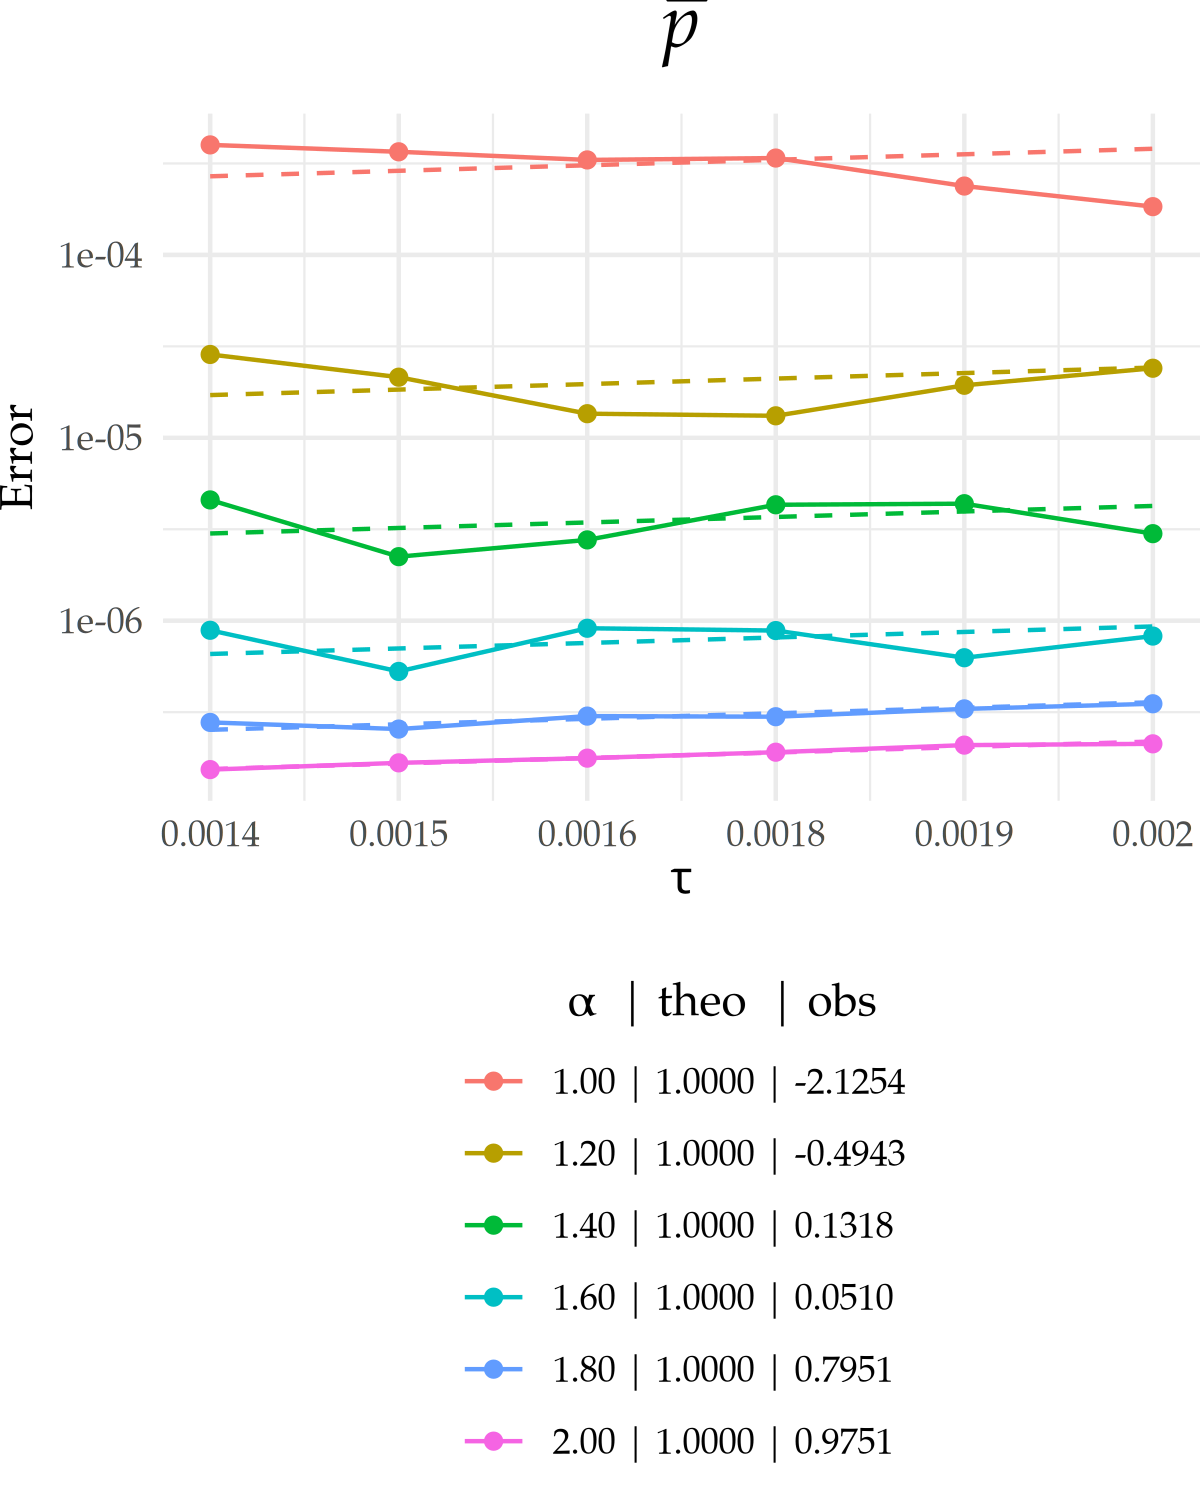 p̅
1e-04
1e-05
1e-06
Error
0.0014 0.0015 0.0016 0.0018 0.0019 0.002
τ
α | theo | obs
1.00 | 1.0000 | -2.1254
1.20 | 1.0000 | -0.4943
1.40 | 1.0000 | 0.1318
1.60 | 1.0000 | 0.0510
1.80 | 1.0000 | 0.7951
2.00 | 1.0000 | 0.9751